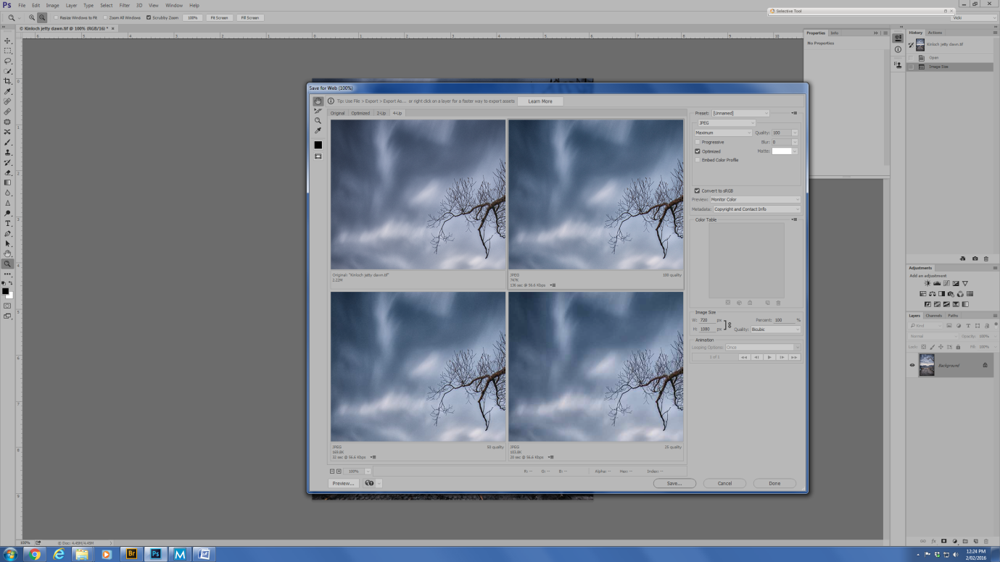 Ps File Edit Image Layer Type Select Filter 3D View Window Help
Resize Windows to Fit Zoom All Windows Scrubby Zoom 100% Fit Screen Fill Screen
Selective Tool
Vicki
© Kinloch jetty dawn.tif @ 100% (RGB/16) * ×
Properties Info
No Properties
History Actions
Kinloch jetty dawn.tif
Open
Image Size
Save for Web (100%)
Tip: Use File > Export > Export As... or right click on a layer for a faster way to export assets Learn More
Original Optimized 2-Up 4-Up
Original: "Kinloch jetty dawn.tif"
2.22M
JPEG 100 quality
767K
136 sec @ 56.6 Kbps
JPEG 50 quality
169.8K
32 sec @ 56.6 Kbps
JPEG 25 quality
103.8K
20 sec @ 56.6 Kbps
Preset: [Unnamed]
JPEG
Maximum Quality: 100
Progressive Blur: 0
Optimized Matte:
Embed Color Profile
Convert to sRGB
Preview: Monitor Color
Metadata: Copyright and Contact Info
Color Table
Image Size
W: 720 px Percent: 100 %
H: 1080 px Quality: Bicubic
Animation
Looping Options: Once
1 of 1
100% R: -- G: -- B: -- Alpha: -- Hex: -- Index: --
Preview... Save... Cancel Done
Adjustments
Add an adjustment
Layers Channels Paths
Kind
Normal Opacity: 100%
Lock: Fill: 100%
Background
100% Doc: 4.45M/4.45M
Br Ps M
12:24 PM
2/02/2016